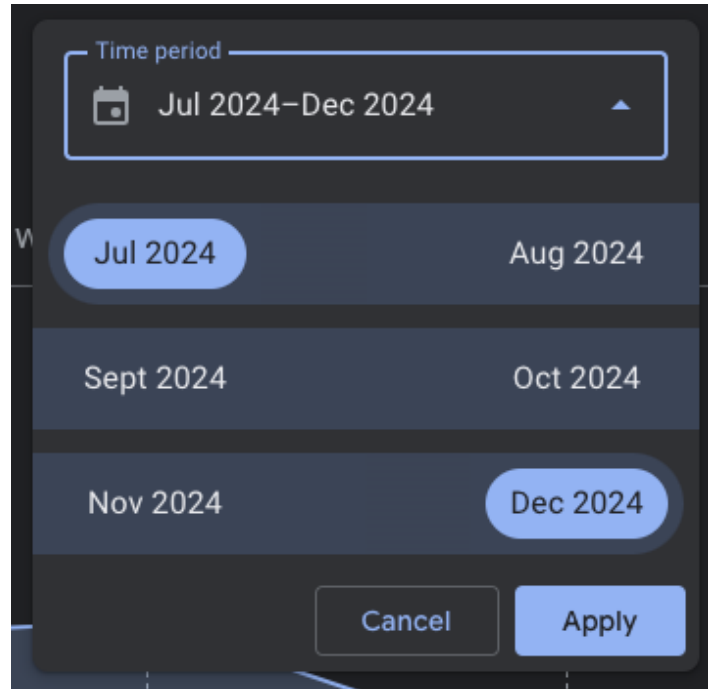 Time period
Jul 2024–Dec 2024
W
Jul 2024 Aug 2024
Sept 2024 Oct 2024
Nov 2024 Dec 2024
Cancel Apply